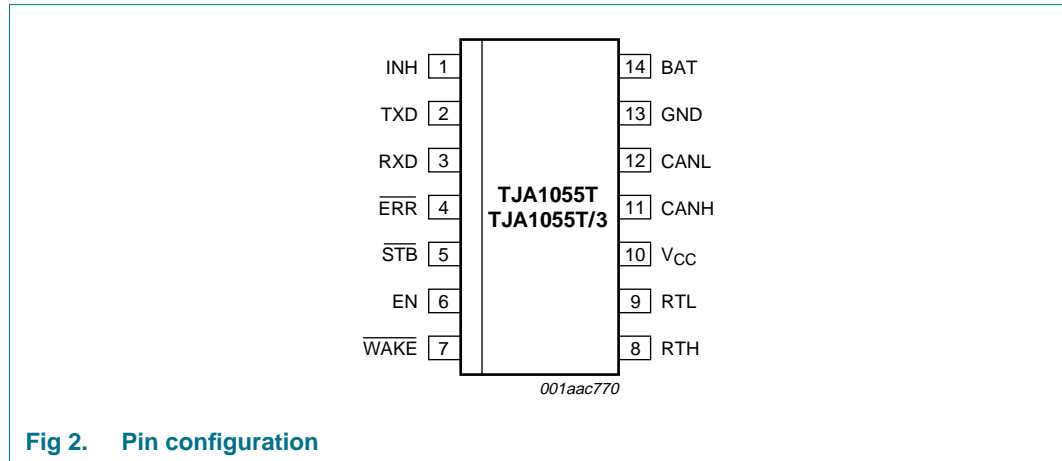 INH 1 14 BAT
TXD 2 13 GND
RXD 3 12 CANL
ERR 4 11 CANH
STB 5 10 VCC
EN 6 9 RTL
WAKE 7 8 RTH
TJA1055T
TJA1055T/3
001aac770
Fig 2. Pin configuration